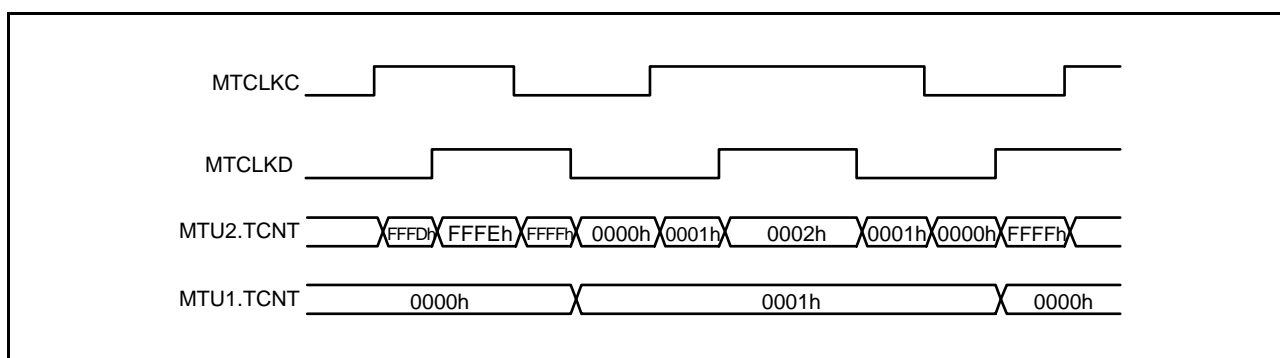 MTCLKC
MTCLKD
MTU2.TCNT FFFDh FFFEh FFFFh 0000h 0001h 0002h 0001h 0000h FFFFh
MTU1.TCNT 0000h 0001h 0000h